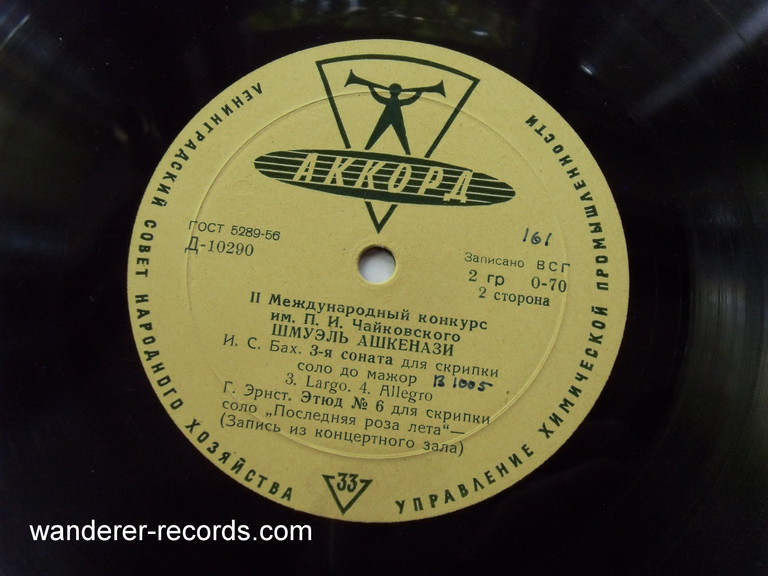 ЛЕНИНГРАДСКИЙ СОВЕТ НАРОДНОГО ХОЗЯЙСТВА
УПРАВЛЕНИЕ ХИМИЧЕСКОЙ ПРОМЫШЛЕННОСТИ
АККОРД
ГОСТ 5289-56
Д-10290
161
Записано ВСГ
2 гр 0-70
2 сторона
II Международный конкурс
им. П. И. Чайковского
ШМУЭЛЬ АШКЕНАЗИ
И. С. Бах. 3-я соната для скрипки
соло до мажор B 1005
3. Largo. 4. Allegro
Г. Эрнст. Этюд № 6 для скрипки
соло „Последняя роза лета“—
(Запись из концертного зала)
33
wanderer-records.com